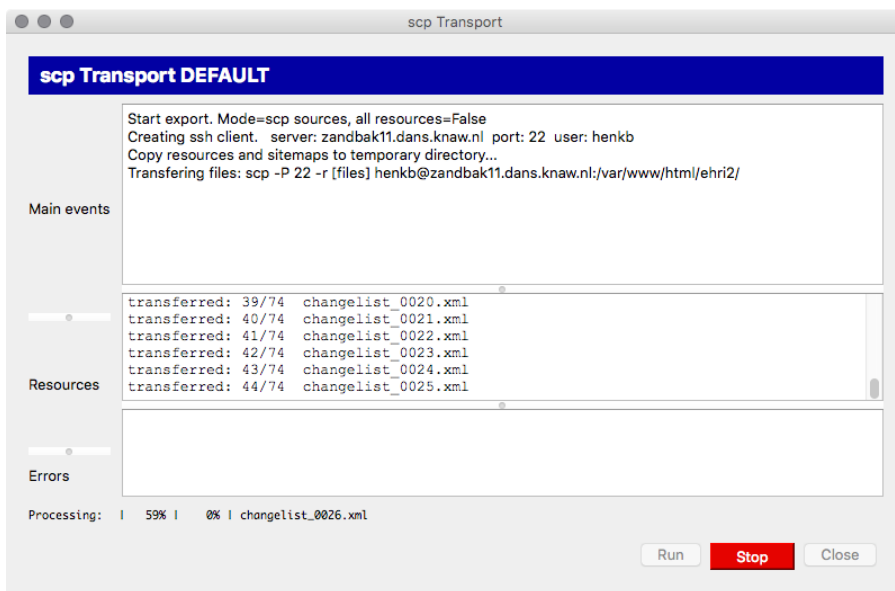 scp Transport
scp Transport DEFAULT
Main events
Start export. Mode=scp sources, all resources=False
Creating ssh client.   server: zandbak11.dans.knaw.nl  port: 22  user: henkb
Copy resources and sitemaps to temporary directory...
Transfering files: scp -P 22 -r [files] henkb@zandbak11.dans.knaw.nl:/var/www/html/ehri2/
Resources
transferred: 39/74  changelist_0020.xml
transferred: 40/74  changelist_0021.xml
transferred: 41/74  changelist_0022.xml
transferred: 42/74  changelist_0023.xml
transferred: 43/74  changelist_0024.xml
transferred: 44/74  changelist_0025.xml
Errors
Processing:  |   59% |    0% | changelist_0026.xml
Run
Stop
Close